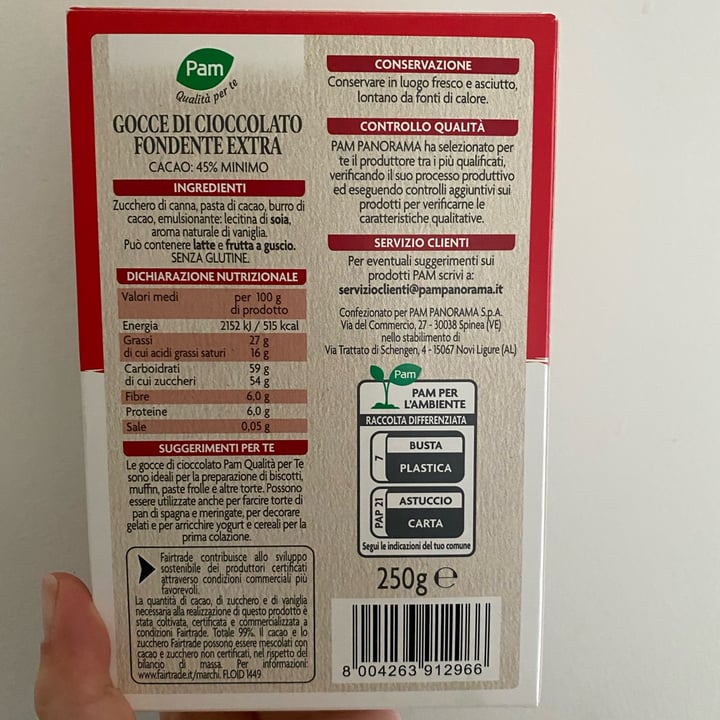 Pam
Qualità per te
GOCCE DI CIOCCOLATO
FONDENTE EXTRA
CACAO: 45% MINIMO
INGREDIENTI
Zucchero di canna, pasta di cacao, burro di
cacao, emulsionante: lecitina di soia,
aroma naturale di vaniglia.
Può contenere latte e frutta a guscio.
SENZA GLUTINE.
DICHIARAZIONE NUTRIZIONALE
Valori medi per 100 g
di prodotto
Energia 2152 kJ / 515 kcal
Grassi 27 g
di cui acidi grassi saturi 16 g
Carboidrati 59 g
di cui zuccheri 54 g
Fibre 6,0 g
Proteine 6,0 g
Sale 0,05 g
SUGGERIMENTI PER TE
Le gocce di cioccolato Pam Qualità per Te
sono ideali per la preparazione di biscotti,
muffin, paste frolle e altre torte. Possono
essere utilizzate anche per farcire torte di
pan di spagna e meringate, per decorare
gelati e per arricchire yogurt e cereali per la
prima colazione.
Fairtrade contribuisce allo sviluppo
sostenibile dei produttori certificati
attraverso condizioni commerciali più
favorevoli.
La quantità di cacao, di zucchero e di vaniglia
necessaria alla realizzazione di questo prodotto è
stata coltivata, certificata e commercializzata a
condizioni Fairtrade. Totale 99%. Il cacao e lo
zucchero Fairtrade possono essere mescolati con
cacao e zucchero non certificati, nel rispetto del
bilancio di massa. Per informazioni:
www.fairtrade.it/marchi. FLOID 1449
CONSERVAZIONE
Conservare in luogo fresco e asciutto,
lontano da fonti di calore.
CONTROLLO QUALITÀ
PAM PANORAMA ha selezionato per
te il produttore tra i più qualificati,
verificando il suo processo produttivo
ed eseguendo controlli aggiuntivi sui
prodotti per verificarne le
caratteristiche qualitative.
SERVIZIO CLIENTI
Per eventuali suggerimenti sui
prodotti PAM scrivi a:
servizioclienti@pampanorama.it
Confezionato per PAM PANORAMA S.p.A.
Via del Commercio, 27 - 30038 Spinea (VE)
nello stabilimento di
Via Trattato di Schengen, 4 - 15067 Novi Ligure (AL)
Pam
PAM PER
L'AMBIENTE
RACCOLTA DIFFERENZIATA
7
BUSTA
PLASTICA
PAP 21
ASTUCCIO
CARTA
Segui le indicazioni del tuo comune
250g ℮
8 004263 912966